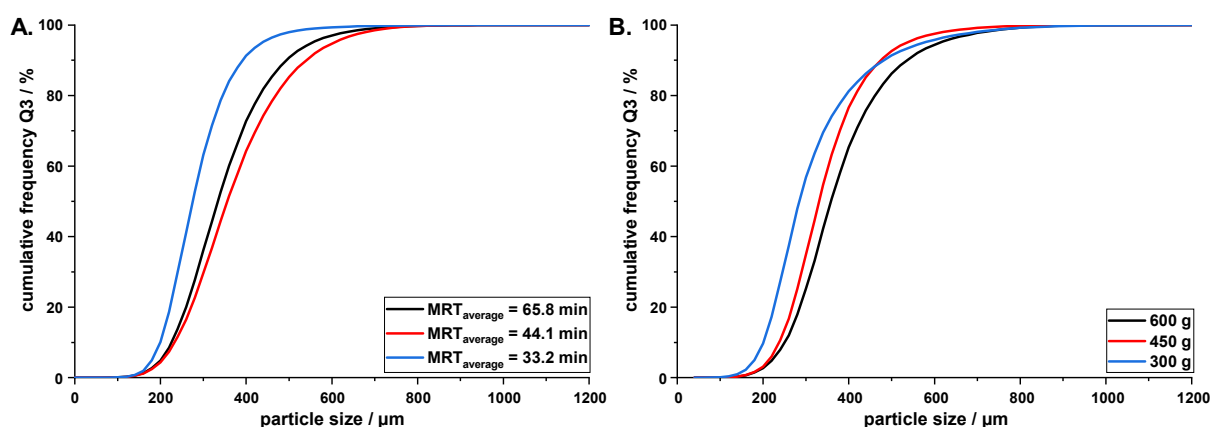 A.
cumulative frequency Q3 / %
100
80
60
40
20
0
0 200 400 600 800 1000 1200
particle size / µm
MRTaverage = 65.8 min
MRTaverage = 44.1 min
MRTaverage = 33.2 min
B.
cumulative frequency Q3 / %
100
80
60
40
20
0
0 200 400 600 800 1000 1200
particle size / µm
600 g
450 g
300 g